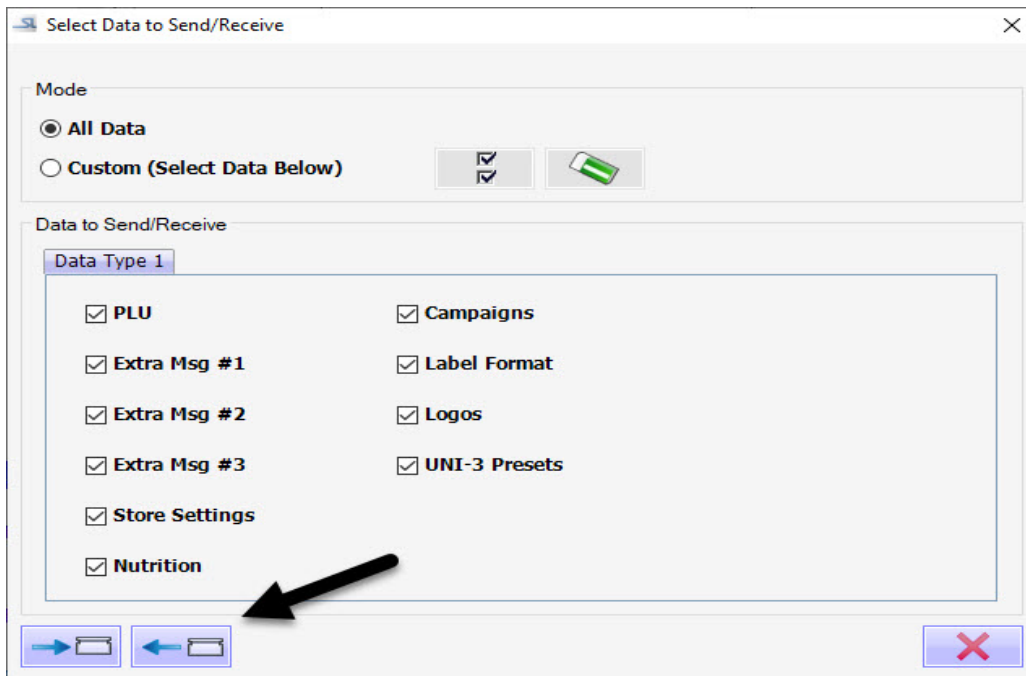 Select Data to Send/Receive
Mode
All Data
Custom (Select Data Below)
Data to Send/Receive
Data Type 1
PLU
Campaigns
Extra Msg #1
Label Format
Extra Msg #2
Logos
Extra Msg #3
UNI-3 Presets
Store Settings
Nutrition